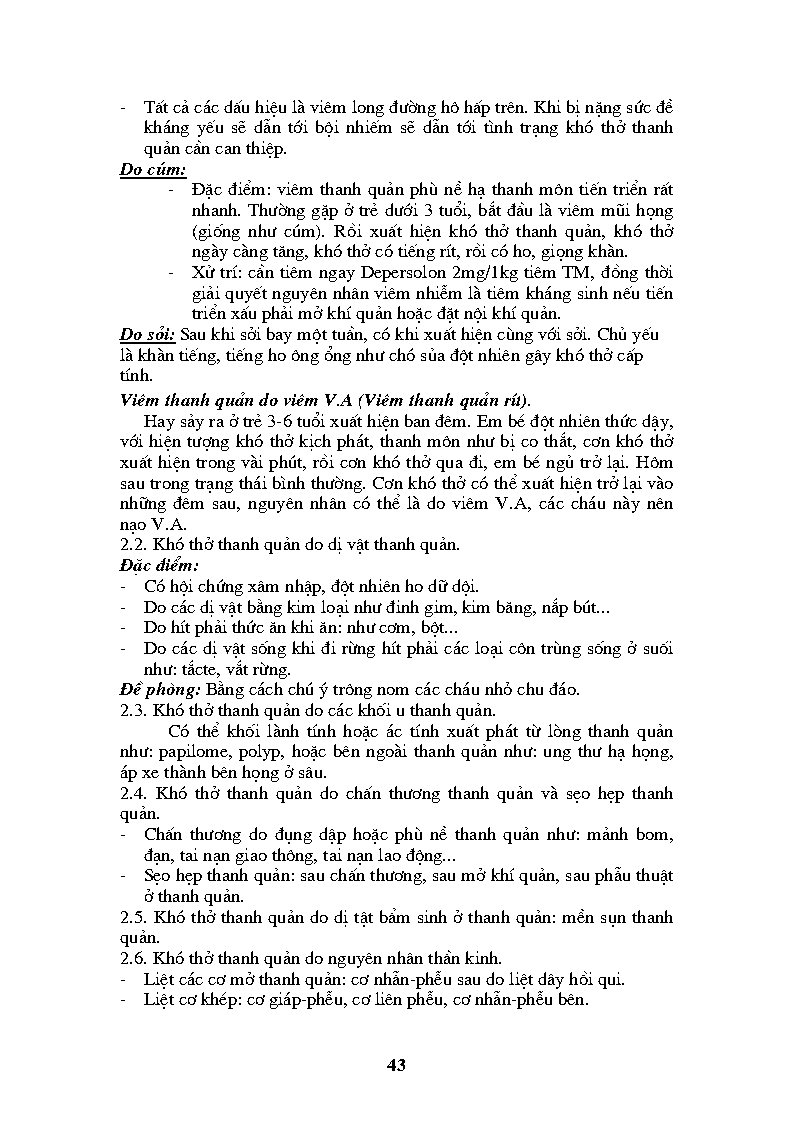 - Tất cả các dấu hiệu là viêm long đường hô hấp trên. Khi bị nặng sức đề
kháng yếu sẽ dẫn tới bội nhiếm sẽ dẫn tới tình trạng khó thở thanh
quản cần can thiệp.
Do cúm:
- Đặc điểm: viêm thanh quản phù nề hạ thanh môn tiến triển rất
nhanh. Thường gặp ở trẻ dưới 3 tuổi, bắt đầu là viêm mũi họng
(giống như cúm). Rồi xuất hiện khó thở thanh quản, khó thở
ngày càng tăng, khó thở có tiếng rít, rồi có ho, giọng khàn.
- Xử trí: cần tiêm ngay Depersolon 2mg/1kg tiêm TM, đồng thời
giải quyết nguyên nhân viêm nhiễm là tiêm kháng sinh nếu tiến
triển xấu phải mở khí quản hoặc đặt nội khí quản.
Do sởi: Sau khi sởi bay một tuần, có khi xuất hiện cùng với sởi. Chủ yếu
là khàn tiếng, tiếng ho ông ổng như chó sủa đột nhiên gây khó thở cấp
tính.
Viêm thanh quản do viêm V.A (Viêm thanh quản rít).
Hay sảy ra ở trẻ 3-6 tuổi xuất hiện ban đêm. Em bé đột nhiên thức dậy,
với hiện tượng khó thở kịch phát, thanh môn như bị co thắt, cơn khó thở
xuất hiện trong vài phút, rồi cơn khó thở qua đi, em bé ngủ trở lại. Hôm
sau trong trạng thái bình thường. Cơn khó thở có thể xuất hiện trở lại vào
những đêm sau, nguyên nhân có thể là do viêm V.A, các cháu này nên
nạo V.A.
2.2. Khó thở thanh quản do dị vật thanh quản.
Đặc điểm:
- Có hội chứng xâm nhập, đột nhiên ho dữ dội.
- Do các dị vật bằng kim loại như đinh gim, kim băng, nắp bút...
- Do hít phải thức ăn khi ăn: như cơm, bột...
- Do các dị vật sống khi đi rừng hít phải các loại côn trùng sống ở suối
như: tắcte, vắt rừng.
Đề phòng: Bằng cách chú ý trông nom các cháu nhỏ chu đáo.
2.3. Khó thở thanh quản do các khối u thanh quản.
Có thể khối lành tính hoặc ác tính xuất phát từ lòng thanh quản
như: papilome, polyp, hoặc bên ngoài thanh quản như: ung thư hạ họng,
áp xe thành bên họng ở sâu.
2.4. Khó thở thanh quản do chấn thương thanh quản và sẹo hẹp thanh
quản.
- Chấn thương do đụng dập hoặc phù nề thanh quản như: mảnh bom,
đạn, tai nạn giao thông, tai nạn lao động...
- Sẹo hẹp thanh quản: sau chấn thương, sau mở khí quản, sau phẫu thuật
ở thanh quản.
2.5. Khó thở thanh quản do dị tật bẩm sinh ở thanh quản: mền sụn thanh
quản.
2.6. Khó thở thanh quản do nguyên nhân thần kinh.
- Liệt các cơ mở thanh quản: cơ nhẫn-phễu sau do liệt dây hồi qui.
- Liệt cơ khép: cơ giáp-phễu, cơ liên phễu, cơ nhẫn-phễu bên.
43